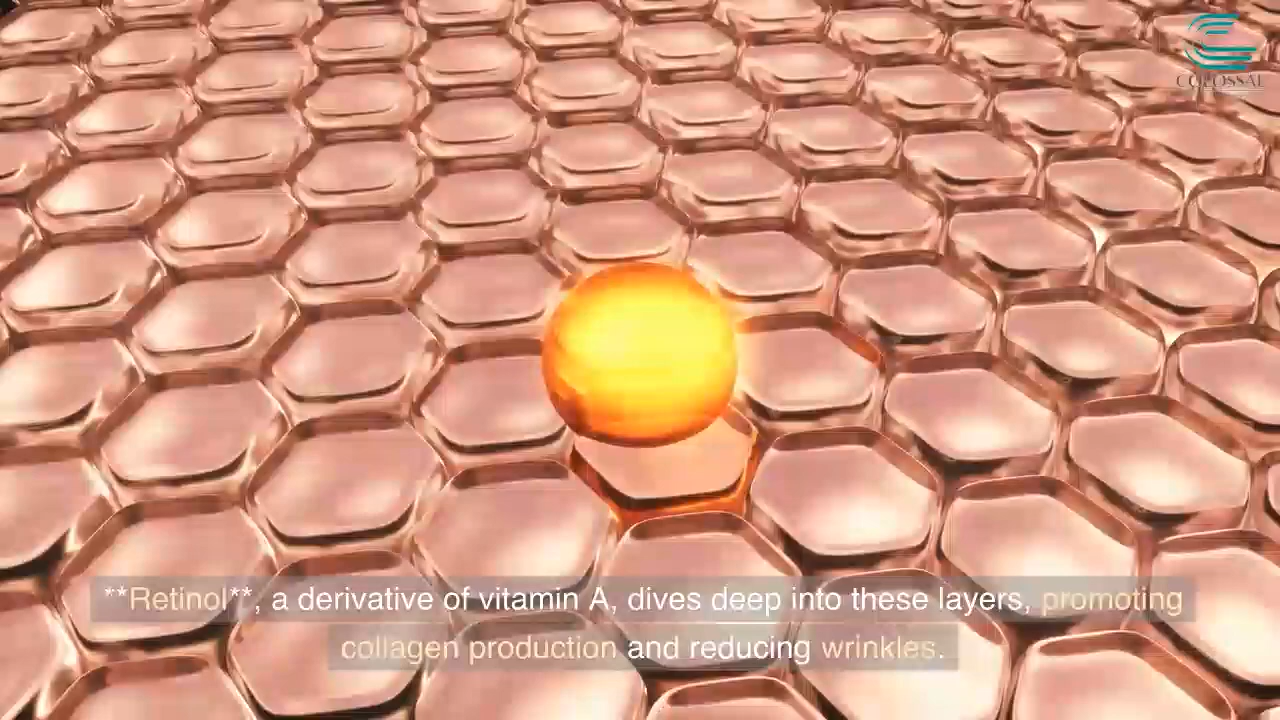 COLOSSAL
**Retinol**, a derivative of vitamin A, dives deep into these layers, promoting
collagen production and reducing wrinkles.